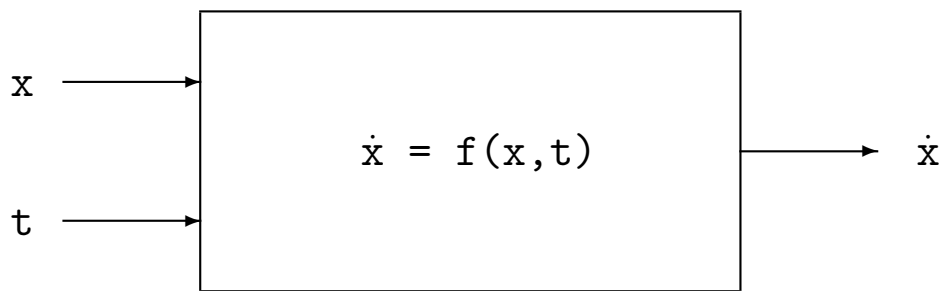 x
ẋ = f(x,t)
ẋ
t